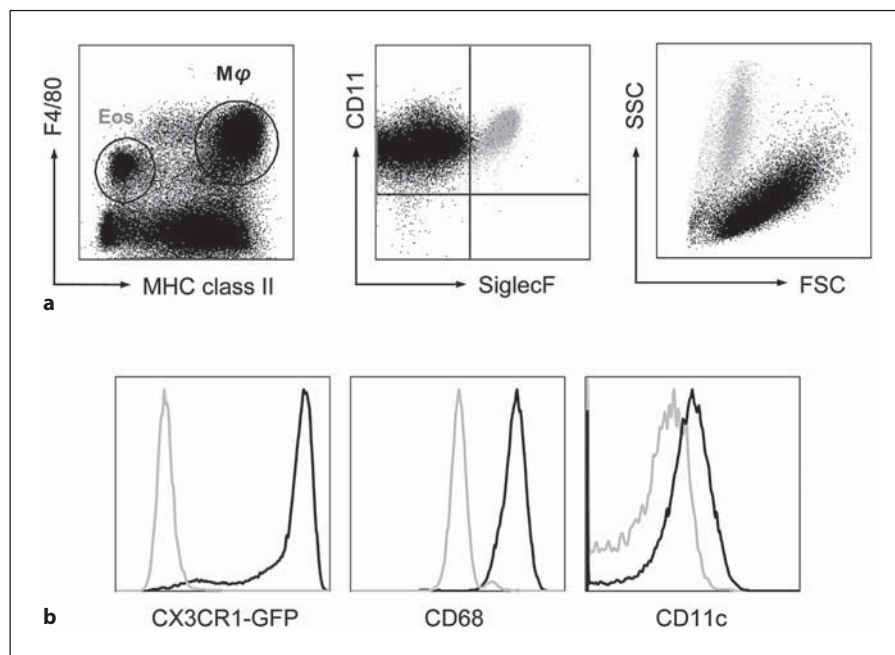 a
F4/80
Eos
Mφ
MHC class II
CD11
SiglecF
SSC
FSC
b
CX3CR1-GFP
CD68
CD11c